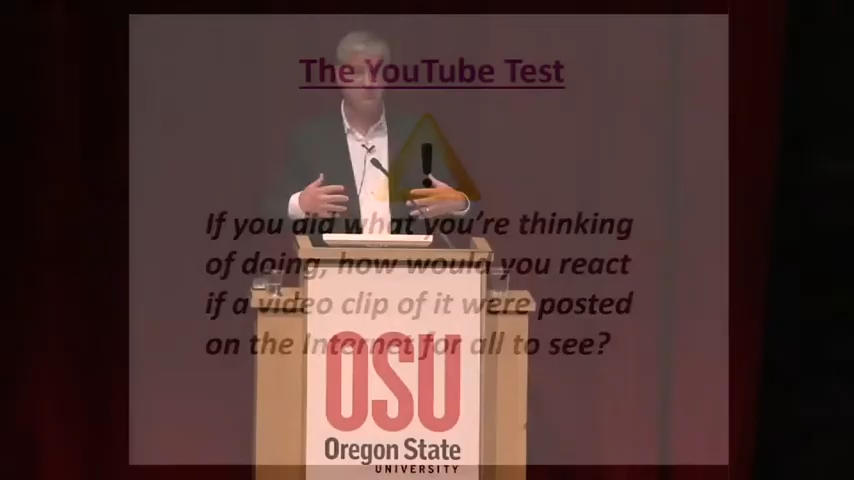 The YouTube Test
!
If you did what you're thinking
of doing, how would you react
if a video clip of it were posted
on the Internet for all to see?
OSU
Oregon State
UNIVERSITY